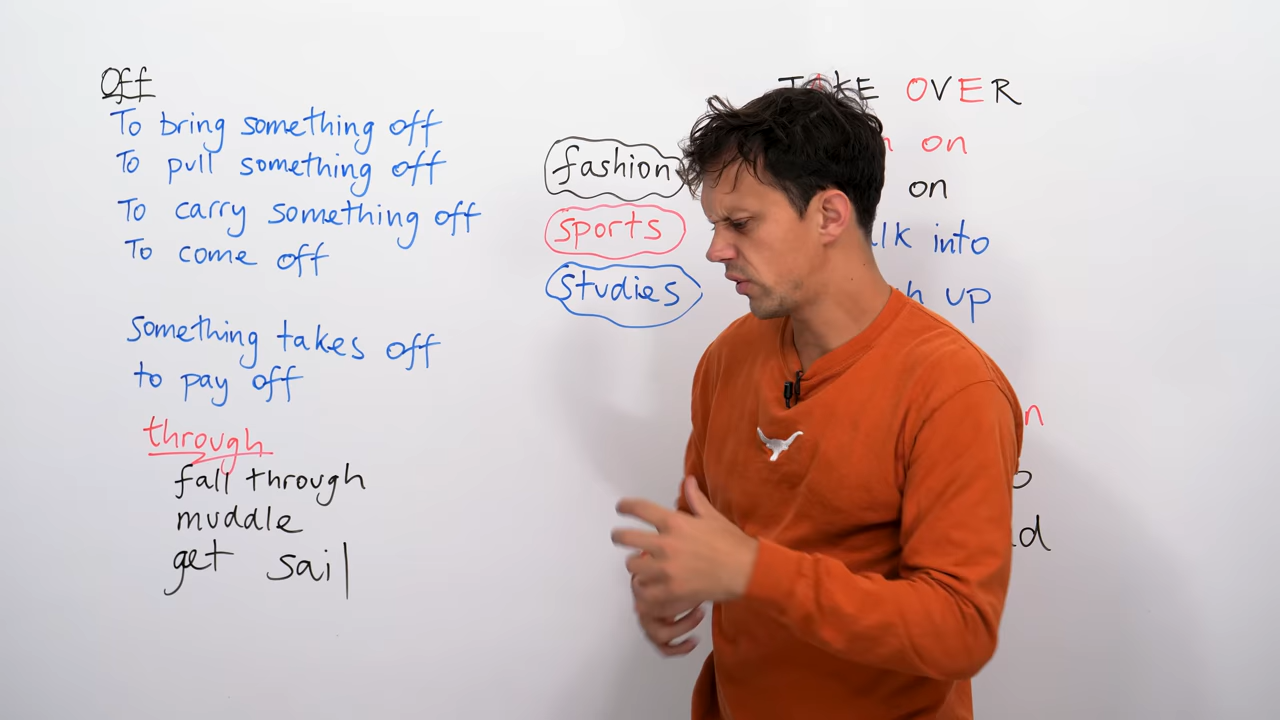 Off
To bring something off
To pull something off
To carry something off
To come off
something takes off
to pay off
through
fall through
muddle
get sail
fashion
sports
studies
TAKE OVER
on
on
into
up